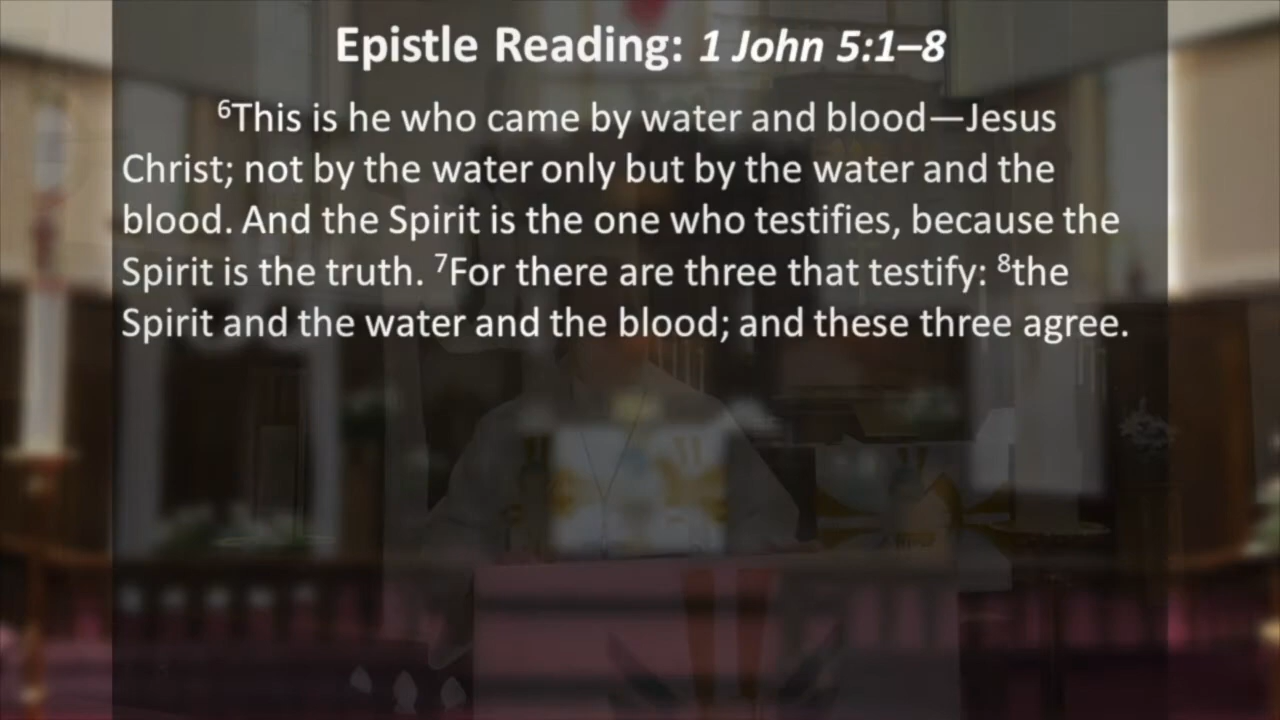 Epistle Reading: 1 John 5:1–8
⁶This is he who came by water and blood—Jesus
Christ; not by the water only but by the water and the
blood. And the Spirit is the one who testifies, because the
Spirit is the truth. ⁷For there are three that testify: ⁸the
Spirit and the water and the blood; and these three agree.